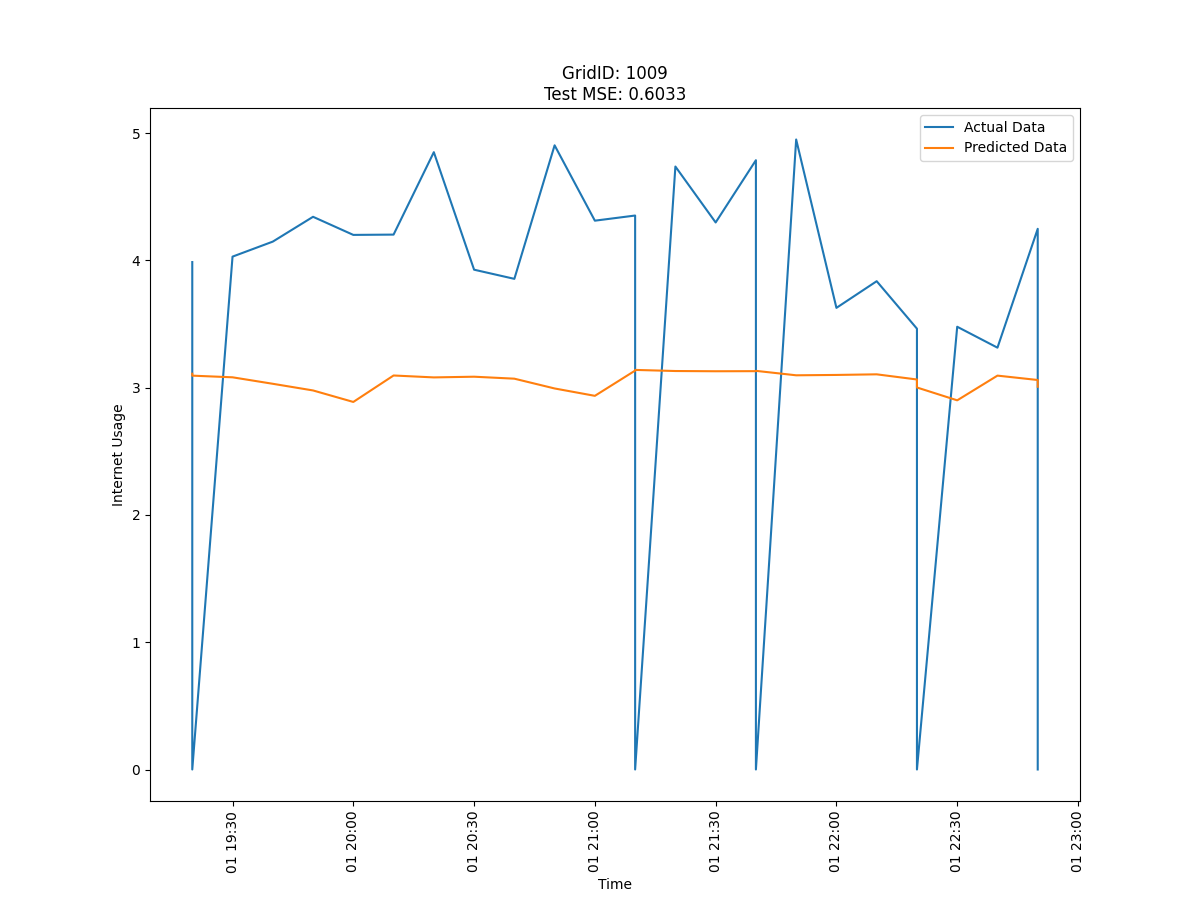 GridID: 1009
Test MSE: 0.6033
Actual Data
Predicted Data
5
4
3
2
1
0
Internet Usage
01 19:30
01 20:00
01 20:30
01 21:00
01 21:30
01 22:00
01 22:30
01 23:00
Time